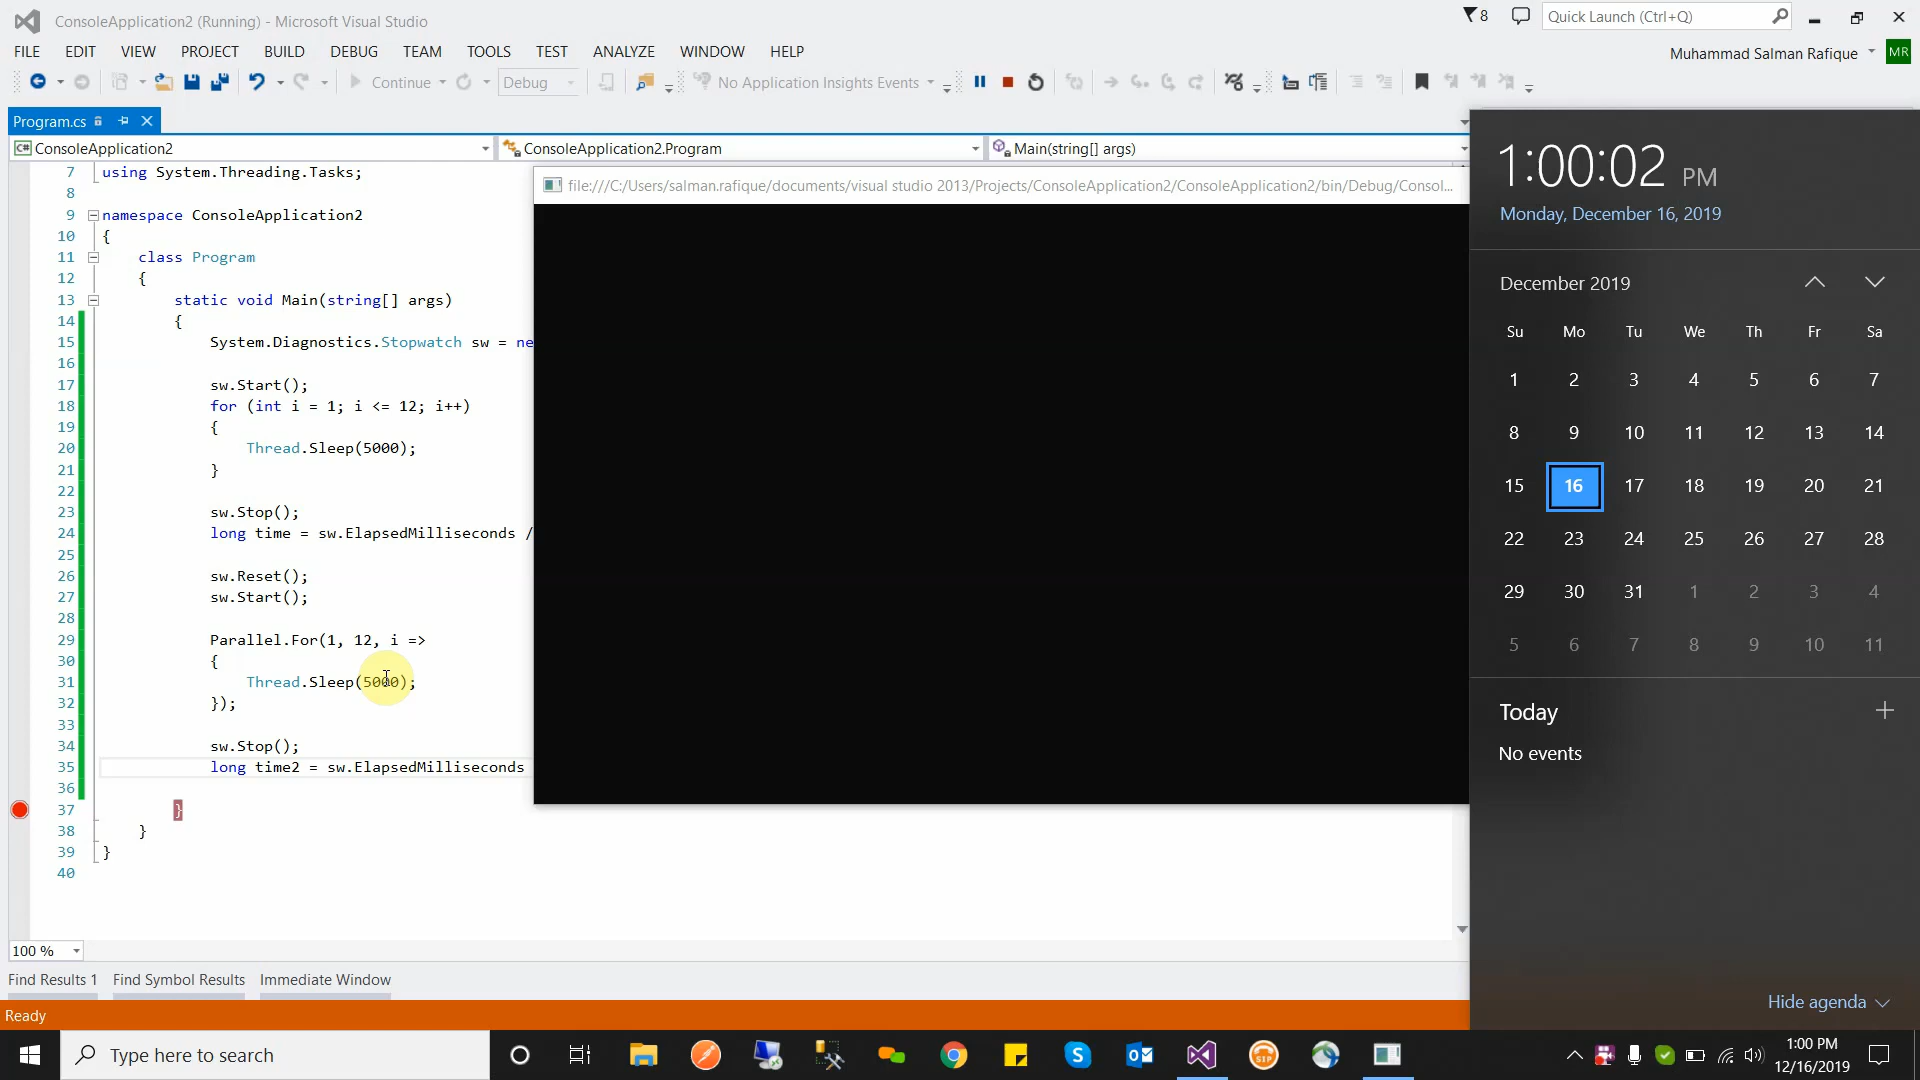 ConsoleApplication2 (Running) - Microsoft Visual Studio
8
Quick Launch (Ctrl+Q)
FILE EDIT VIEW PROJECT BUILD DEBUG TEAM TOOLS TEST ANALYZE WINDOW HELP
Muhammad Salman Rafique
MR
Continue
Debug
No Application Insights Events
Program.cs
C# ConsoleApplication2
ConsoleApplication2.Program
Main(string[] args)
file:///C:/Users/salman.rafique/documents/visual studio 2013/Projects/ConsoleApplication2/ConsoleApplication2/bin/Debug/Consol...
7 using System.Threading.Tasks;
8
9 namespace ConsoleApplication2
10 {
11 class Program
12 {
13 static void Main(string[] args)
14 {
15 System.Diagnostics.Stopwatch sw = ne
16
17 sw.Start();
18 for (int i = 1; i <= 12; i++)
19 {
20 Thread.Sleep(5000);
21 }
22
23 sw.Stop();
24 long time = sw.ElapsedMilliseconds /
25
26 sw.Reset();
27 sw.Start();
28
29 Parallel.For(1, 12, i =>
30 {
31 Thread.Sleep(5000);
32 });
33
34 sw.Stop();
35 long time2 = sw.ElapsedMilliseconds
36
37 }
38 }
39 }
40
100 %
Find Results 1 Find Symbol Results Immediate Window
Ready
1:00:02 PM
Monday, December 16, 2019
December 2019
Su Mo Tu We Th Fr Sa
1 2 3 4 5 6 7
8 9 10 11 12 13 14
15 16 17 18 19 20 21
22 23 24 25 26 27 28
29 30 31 1 2 3 4
5 6 7 8 9 10 11
Today
No events
Hide agenda
Type here to search
SIP
1:00 PM
12/16/2019